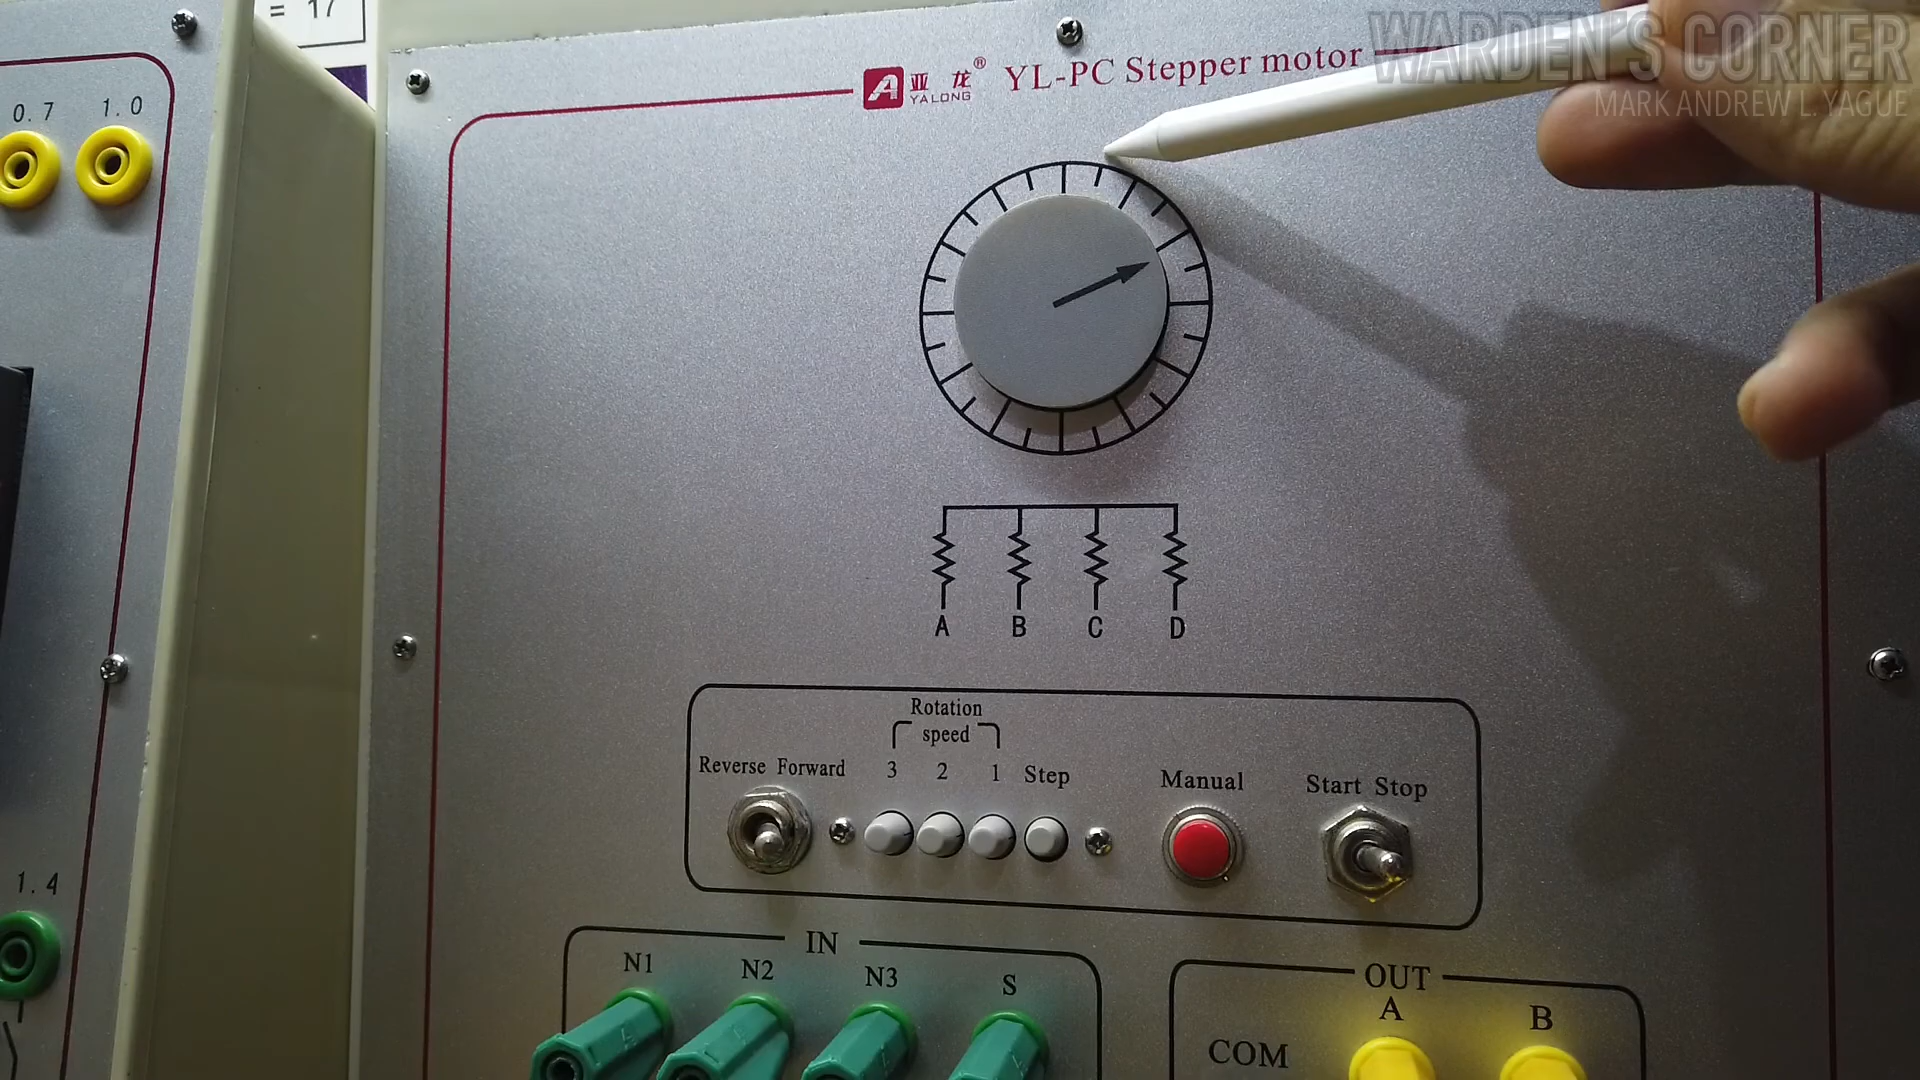 = 17
WARDEN'S CORNER
MARK ANDREW L. YAGUE
亚龙®
YALONG
YL-PC Stepper motor
0.7 1.0
A B C D
Rotation
speed
Reverse Forward 3 2 1 Step Manual Start Stop
1.4
IN
N1 N2 N3 S
OUT
A B
COM